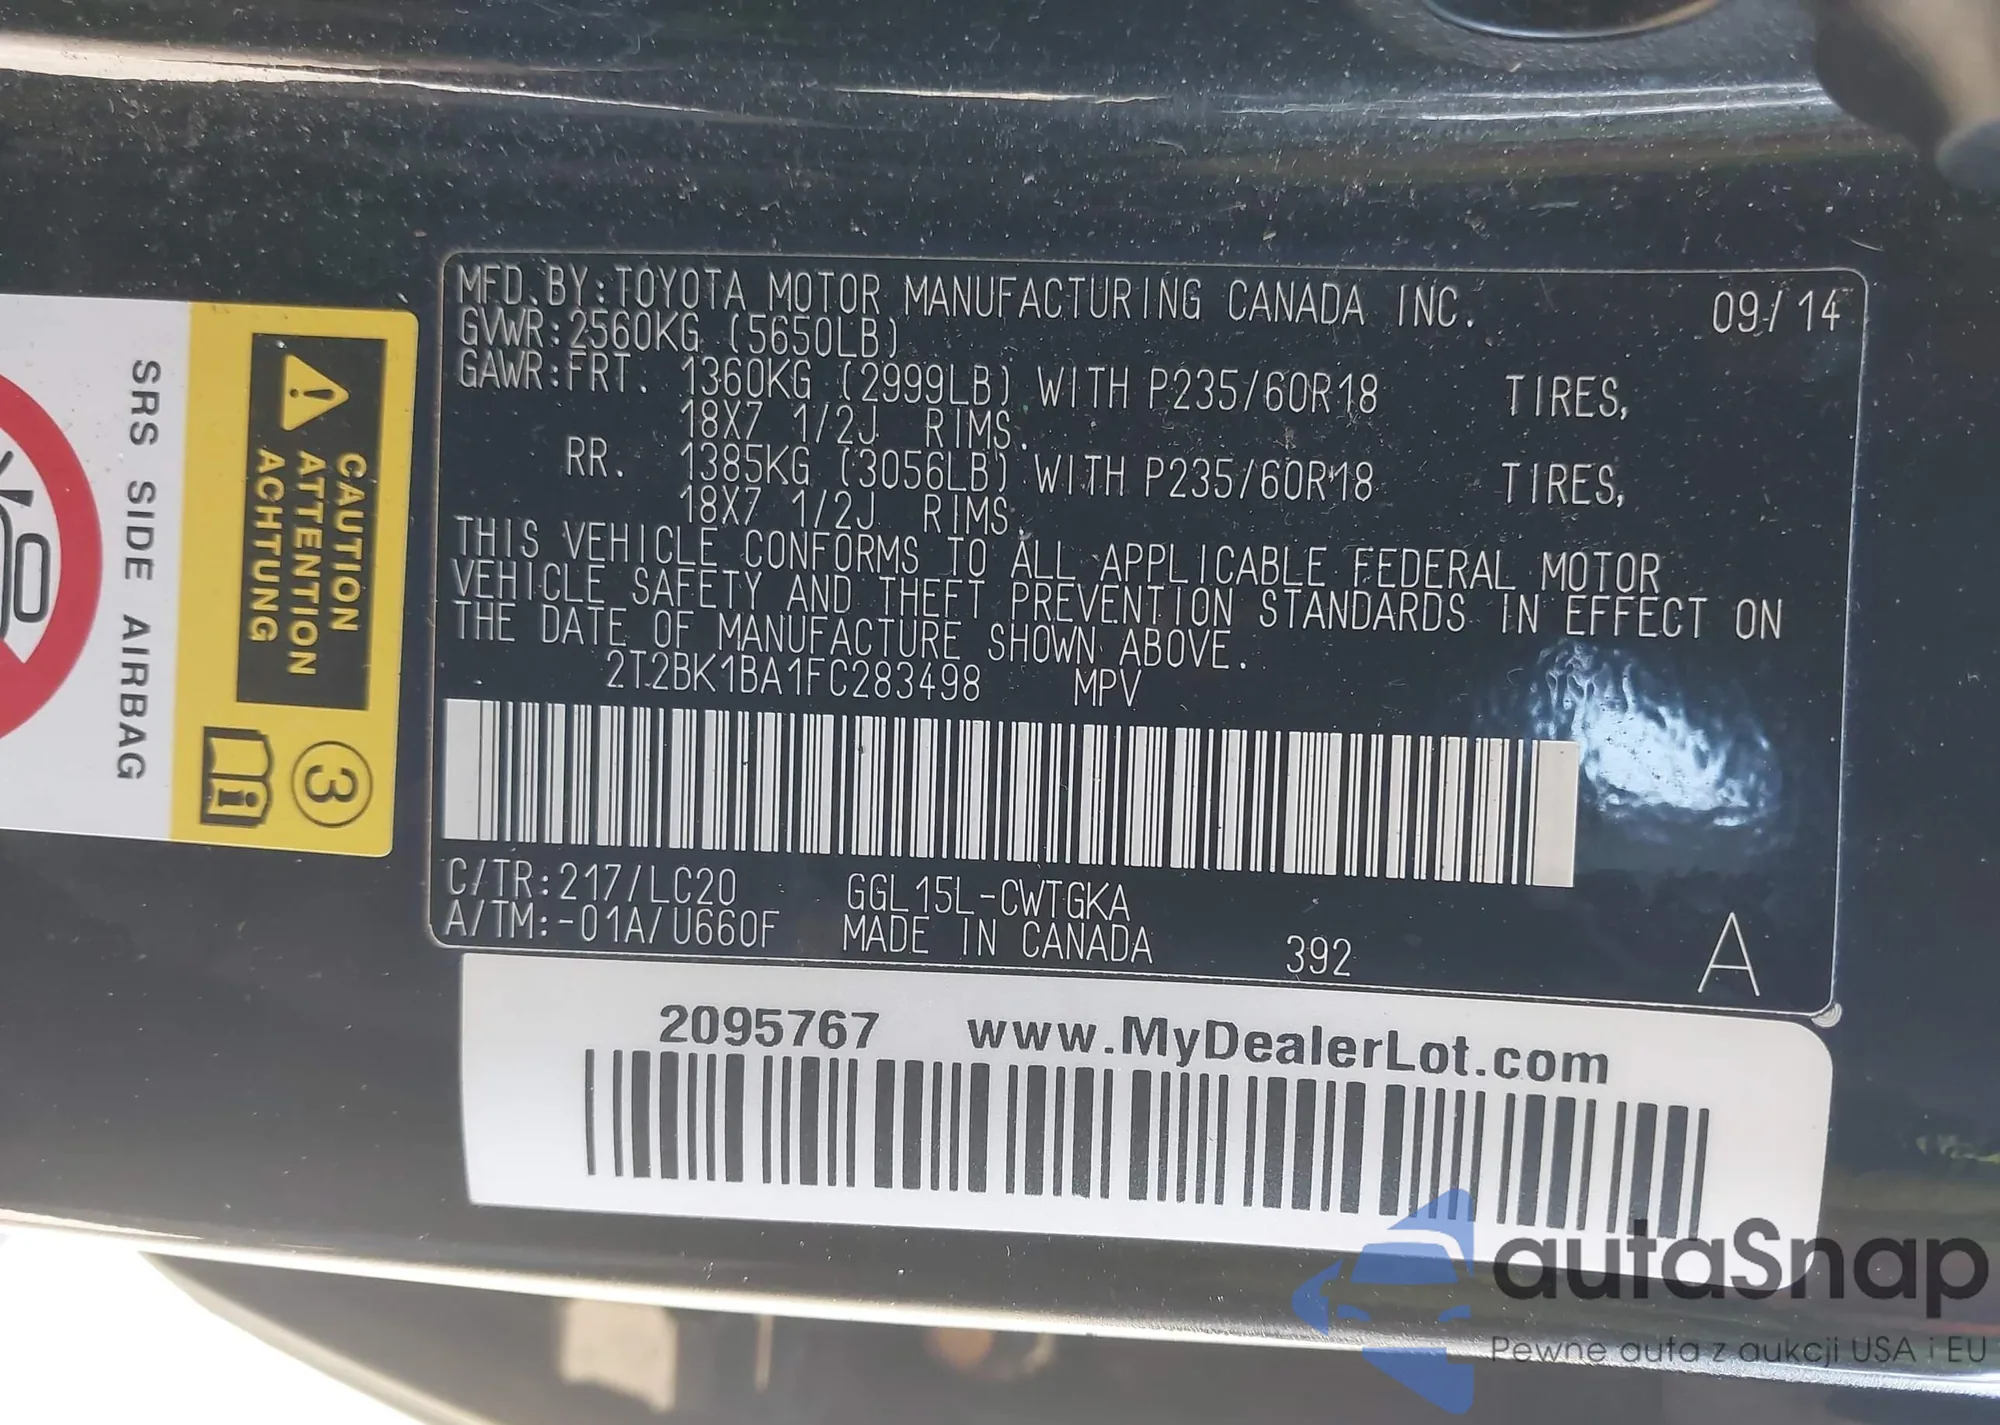 MFD.BY:TOYOTA MOTOR MANUFACTURING CANADA INC. 09/14
GVWR:2560KG (5650LB)
GAWR:FRT. 1360KG (2999LB) WITH P235/60R18 TIRES,
18X7 1/2J RIMS.
RR. 1385KG (3056LB) WITH P235/60R18 TIRES,
18X7 1/2J RIMS.
THIS VEHICLE CONFORMS TO ALL APPLICABLE FEDERAL MOTOR
VEHICLE SAFETY AND THEFT PREVENTION STANDARDS IN EFFECT ON
THE DATE OF MANUFACTURE SHOWN ABOVE.
2T2BK1BA1FC283498 MPV
C/TR:217/LC20 GGL15L-CWTGKA
A/TM:-01A/U660F MADE IN CANADA 392 A
CAUTION
ATTENTION
ACHTUNG
3
SRS SIDE AIRBAG
2095767 www.MyDealerLot.com
autaSnap
Pewne auta z aukcji USA i EU